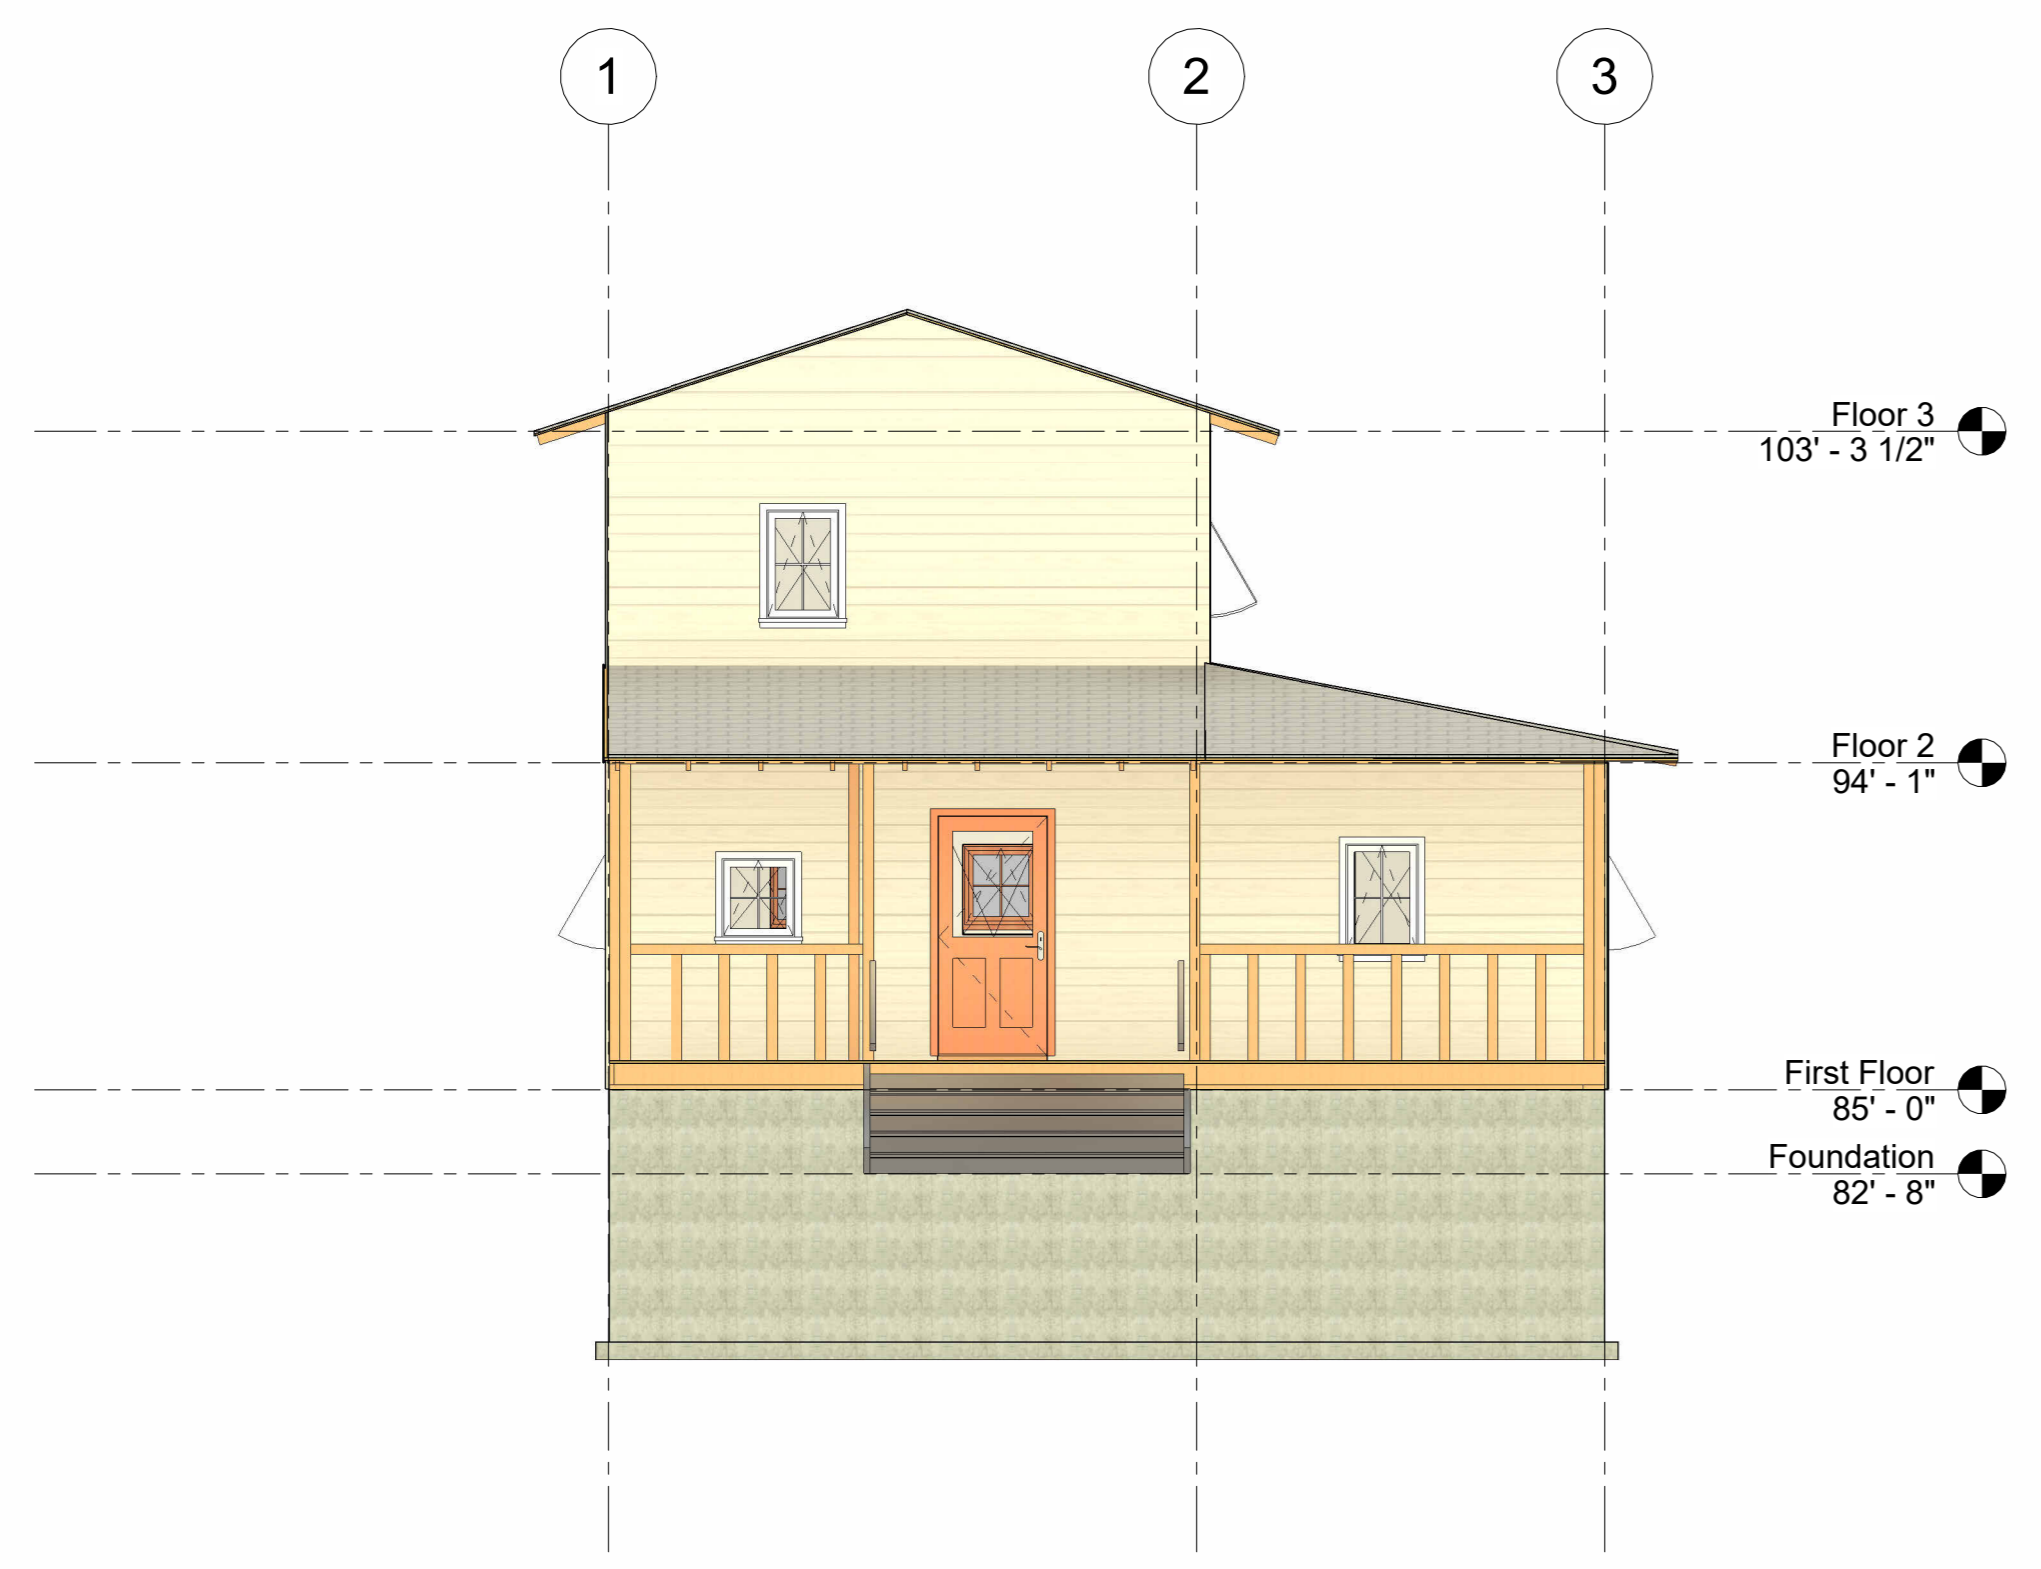 1
2
3
Floor 3
103' - 3 1/2"
Floor 2
94' - 1"
First Floor
85' - 0"
Foundation
82' - 8"